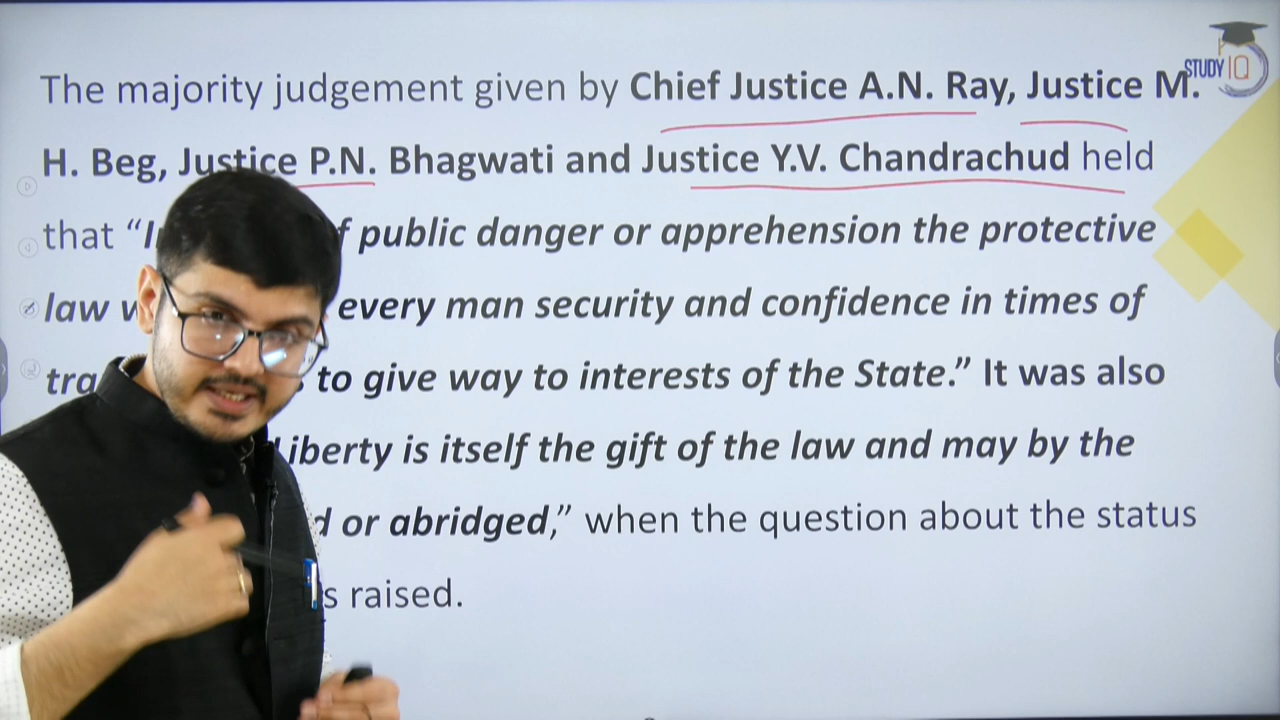 STUDY IQ
The majority judgement given by Chief Justice A.N. Ray, Justice M.
H. Beg, Justice P.N. Bhagwati and Justice Y.V. Chandrachud held
that “ public danger or apprehension the protective
law every man security and confidence in times of
to give way to interests of the State.” It was also
Liberty is itself the gift of the law and may by the
or abridged,” when the question about the status
raised.